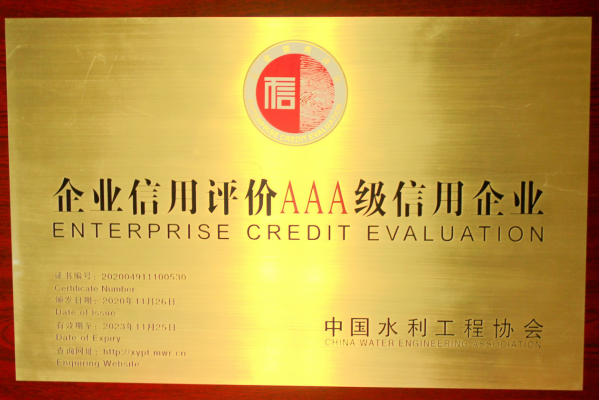 信
企业信用评价AAA级信用企业
ENTERPRISE CREDIT EVALUATION
证书编号：202004911100530
Certificate Number
颁发日期：2020年11月26日
Date of Issue
有效期至：2023年11月25日
Date of Expiry
查询网址：http://xypt.mwr.cn
Enquiring Website
中国水利工程协会
CHINA WATER ENGINEERING ASSOCIATION